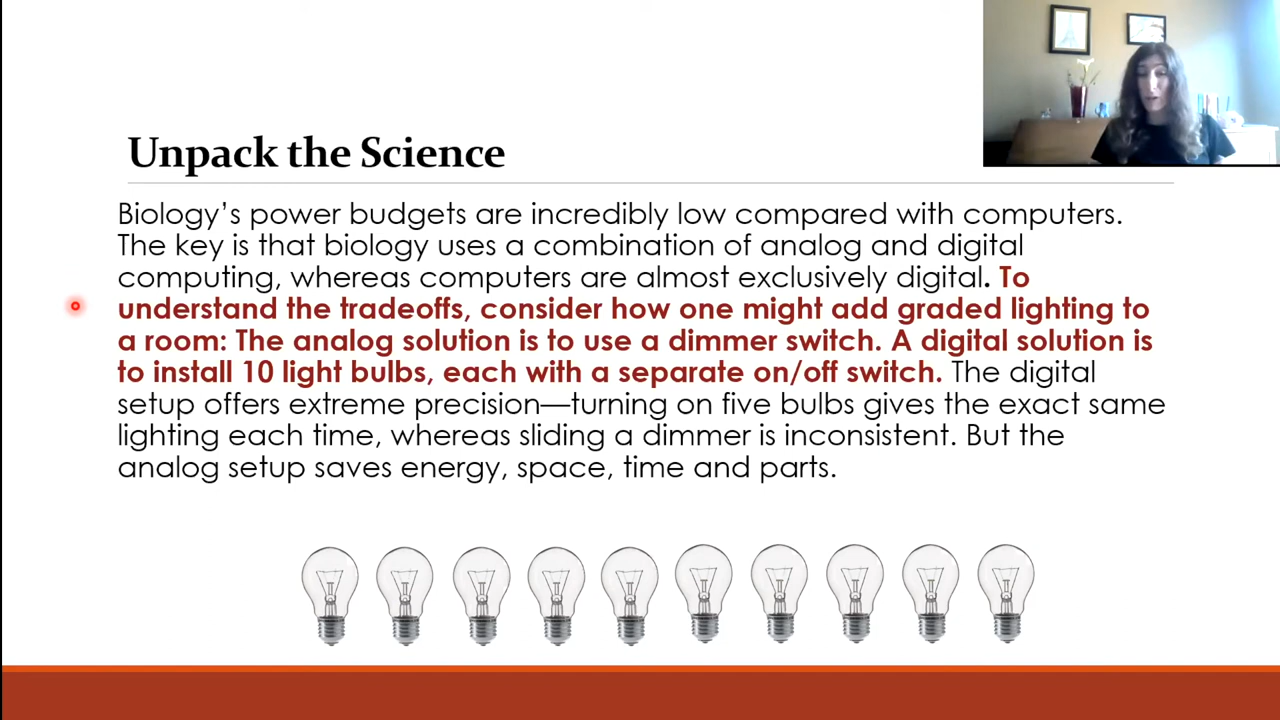 Unpack the Science
Biology’s power budgets are incredibly low compared with computers.
The key is that biology uses a combination of analog and digital
computing, whereas computers are almost exclusively digital. To
understand the tradeoffs, consider how one might add graded lighting to
a room: The analog solution is to use a dimmer switch. A digital solution is
to install 10 light bulbs, each with a separate on/off switch. The digital
setup offers extreme precision—turning on five bulbs gives the exact same
lighting each time, whereas sliding a dimmer is inconsistent. But the
analog setup saves energy, space, time and parts.